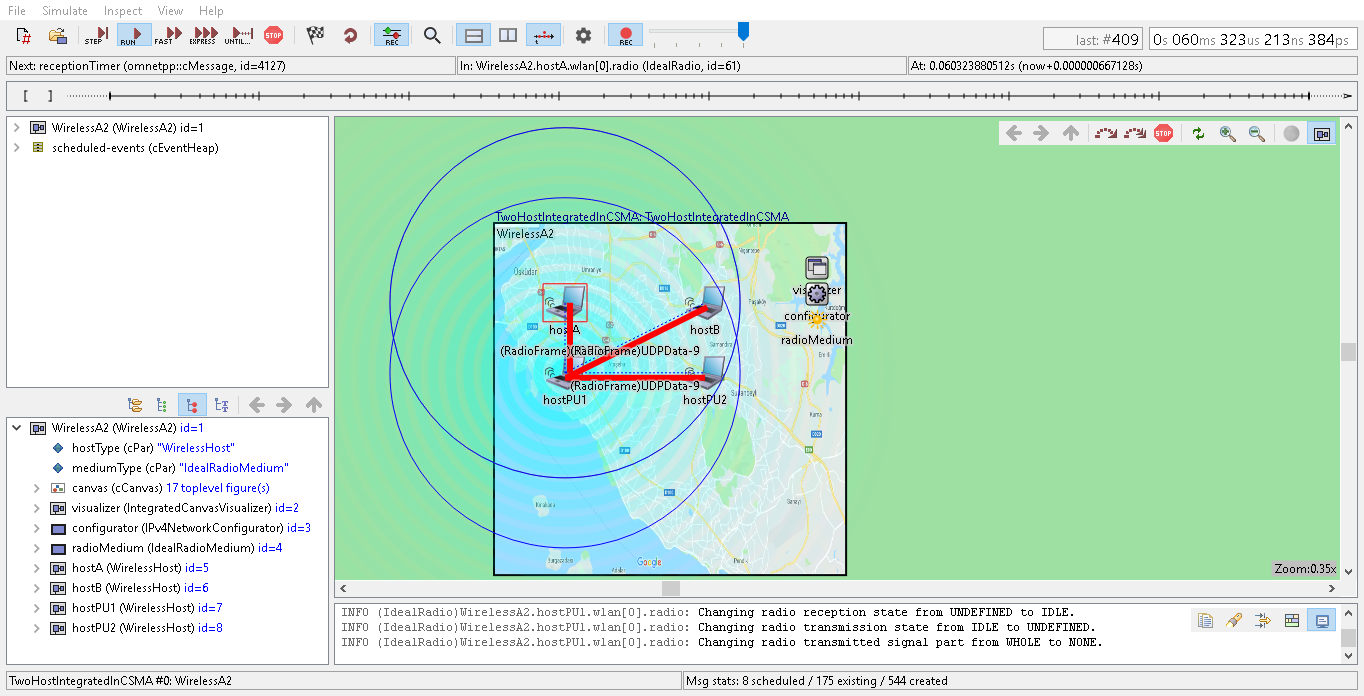 File Simulate Inspect View Help
STEP RUN FAST EXPRESS UNTIL... STOP REC REC
last: #409
0s 060ms 323us 213ns 384ps
Next: receptionTimer (omnetpp::cMessage, id=4127)
In: WirelessA2.hostA.wlan[0].radio (IdealRadio, id=61)
At: 0.060323880512s (now+0.000000667128s)
WirelessA2 (WirelessA2) id=1
scheduled-events (cEventHeap)
WirelessA2 (WirelessA2) id=1
hostType (cPar) "WirelessHost"
mediumType (cPar) "IdealRadioMedium"
canvas (cCanvas) 17 toplevel figure(s)
visualizer (IntegratedCanvasVisualizer) id=2
configurator (IPv4NetworkConfigurator) id=3
radioMedium (IdealRadioMedium) id=4
hostA (WirelessHost) id=5
hostB (WirelessHost) id=6
hostPU1 (WirelessHost) id=7
hostPU2 (WirelessHost) id=8
STOP
TwoHostIntegratedInCSMA: TwoHostIntegratedInCSMA
WirelessA2
Üsküdar
Ümraniye
Paşaköy
visualizer
configurator
radioMedium
hostA
hostB
(RadioFrame)(RadioFrame)UDPData-9
Samandıra
(RadioFrame)UDPData-9
hostPU1
hostPU2
Sultanbeyli
Kurna
Google
Zoom:0.35x
INFO (IdealRadio)WirelessA2.hostPU1.wlan[0].radio: Changing radio reception state from UNDEFINED to IDLE.
INFO (IdealRadio)WirelessA2.hostPU1.wlan[0].radio: Changing radio transmission state from IDLE to UNDEFINED.
INFO (IdealRadio)WirelessA2.hostPU1.wlan[0].radio: Changing radio transmitted signal part from WHOLE to NONE.
TwoHostIntegratedInCSMA #0: WirelessA2
Msg stats: 8 scheduled / 175 existing / 544 created